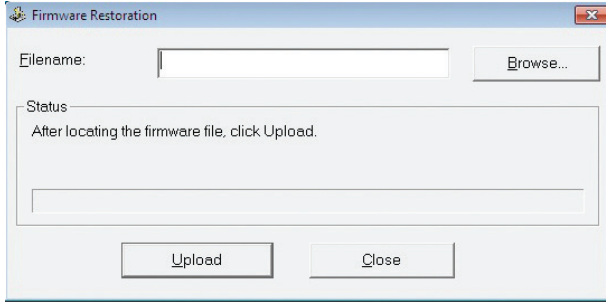 Firmware Restoration
Filename:
Browse...
Status
After locating the firmware file, click Upload.
Upload
Close